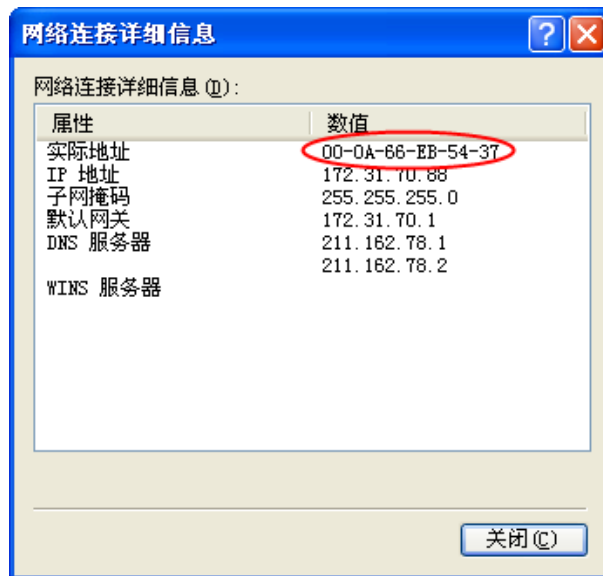 网络连接详细信息
网络连接详细信息(D):
属性 数值
实际地址 00-0A-66-EB-54-37
IP 地址 172.31.70.88
子网掩码 255.255.255.0
默认网关 172.31.70.1
DNS 服务器 211.162.78.1
211.162.78.2
WINS 服务器
关闭(C)